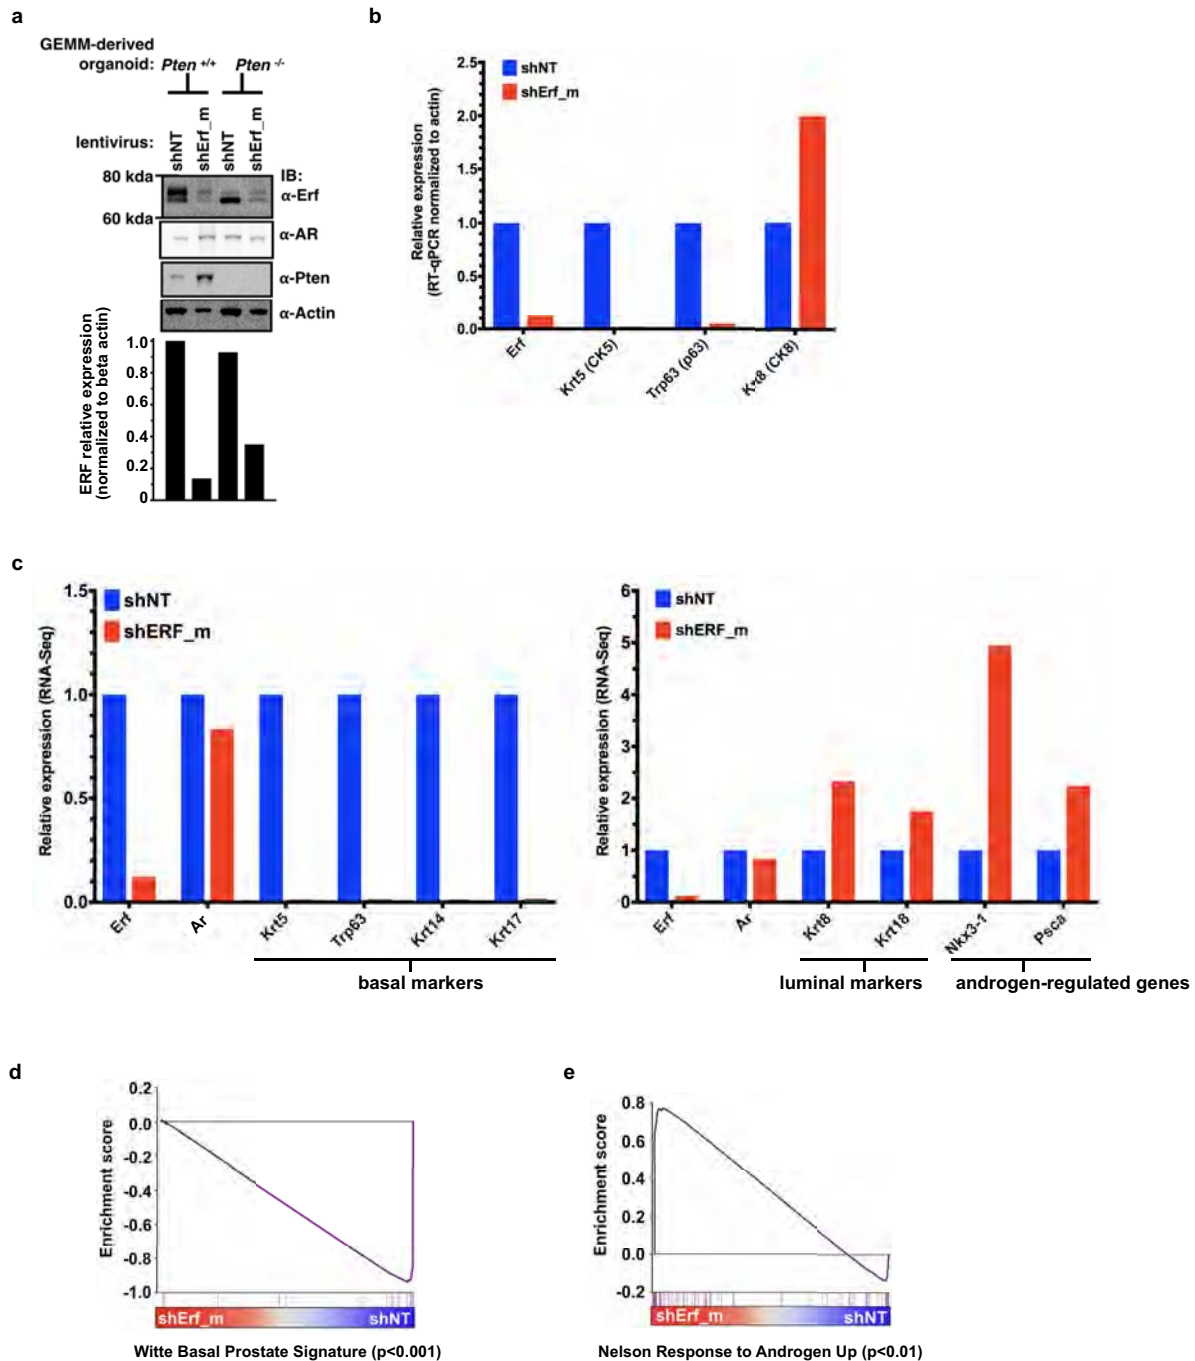 a
GEMM-derived
organoid: Pten +/+ Pten -/-
lentivirus:
shNT
shErf_m
shNT
shErf_m
80 kda
60 kda
IB:
α-Erf
α-AR
α-Pten
α-Actin
ERF relative expression
(normalized to beta actin)
1.0
0.8
0.6
0.4
0.2
0
b
Relative expression
(RT-qPCR normalized to actin)
2.5
2.0
1.5
1.0
0.5
0.0
shNT
shErf_m
Erf
Krt5 (CK5)
Trp63 (p63)
Krt8 (CK8)
c
Relative expression (RNA-Seq)
1.5
1.0
0.5
0.0
shNT
shERF_m
Erf
Ar
Krt5
Trp63
Krt14
Krt17
basal markers
Relative expression (RNA-Seq)
6
5
4
3
2
1
0
shNT
shERF_m
Erf
Ar
Krt8
Krt18
Nkx3-1
Psca
luminal markers
androgen-regulated genes
d
Enrichment score
0.2
0.0
-0.2
-0.4
-0.6
-0.8
-1.0
shErf_m
shNT
Witte Basal Prostate Signature (p<0.001)
e
Enrichment score
0.8
0.6
0.4
0.2
0.0
-0.2
shErf_m
shNT
Nelson Response to Androgen Up (p<0.01)